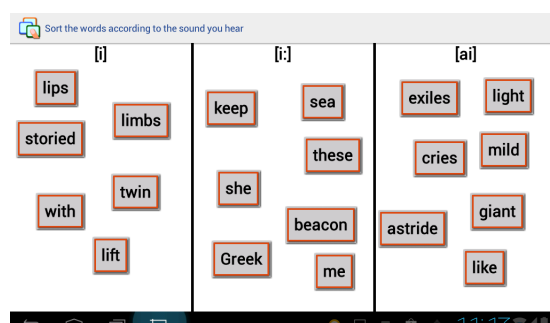 Sort the words according to the sound you hear
[i]
lips
limbs
storied
twin
with
lift
[i:]
keep
sea
these
she
beacon
Greek
me
[ai]
exiles
light
cries
mild
giant
astride
like